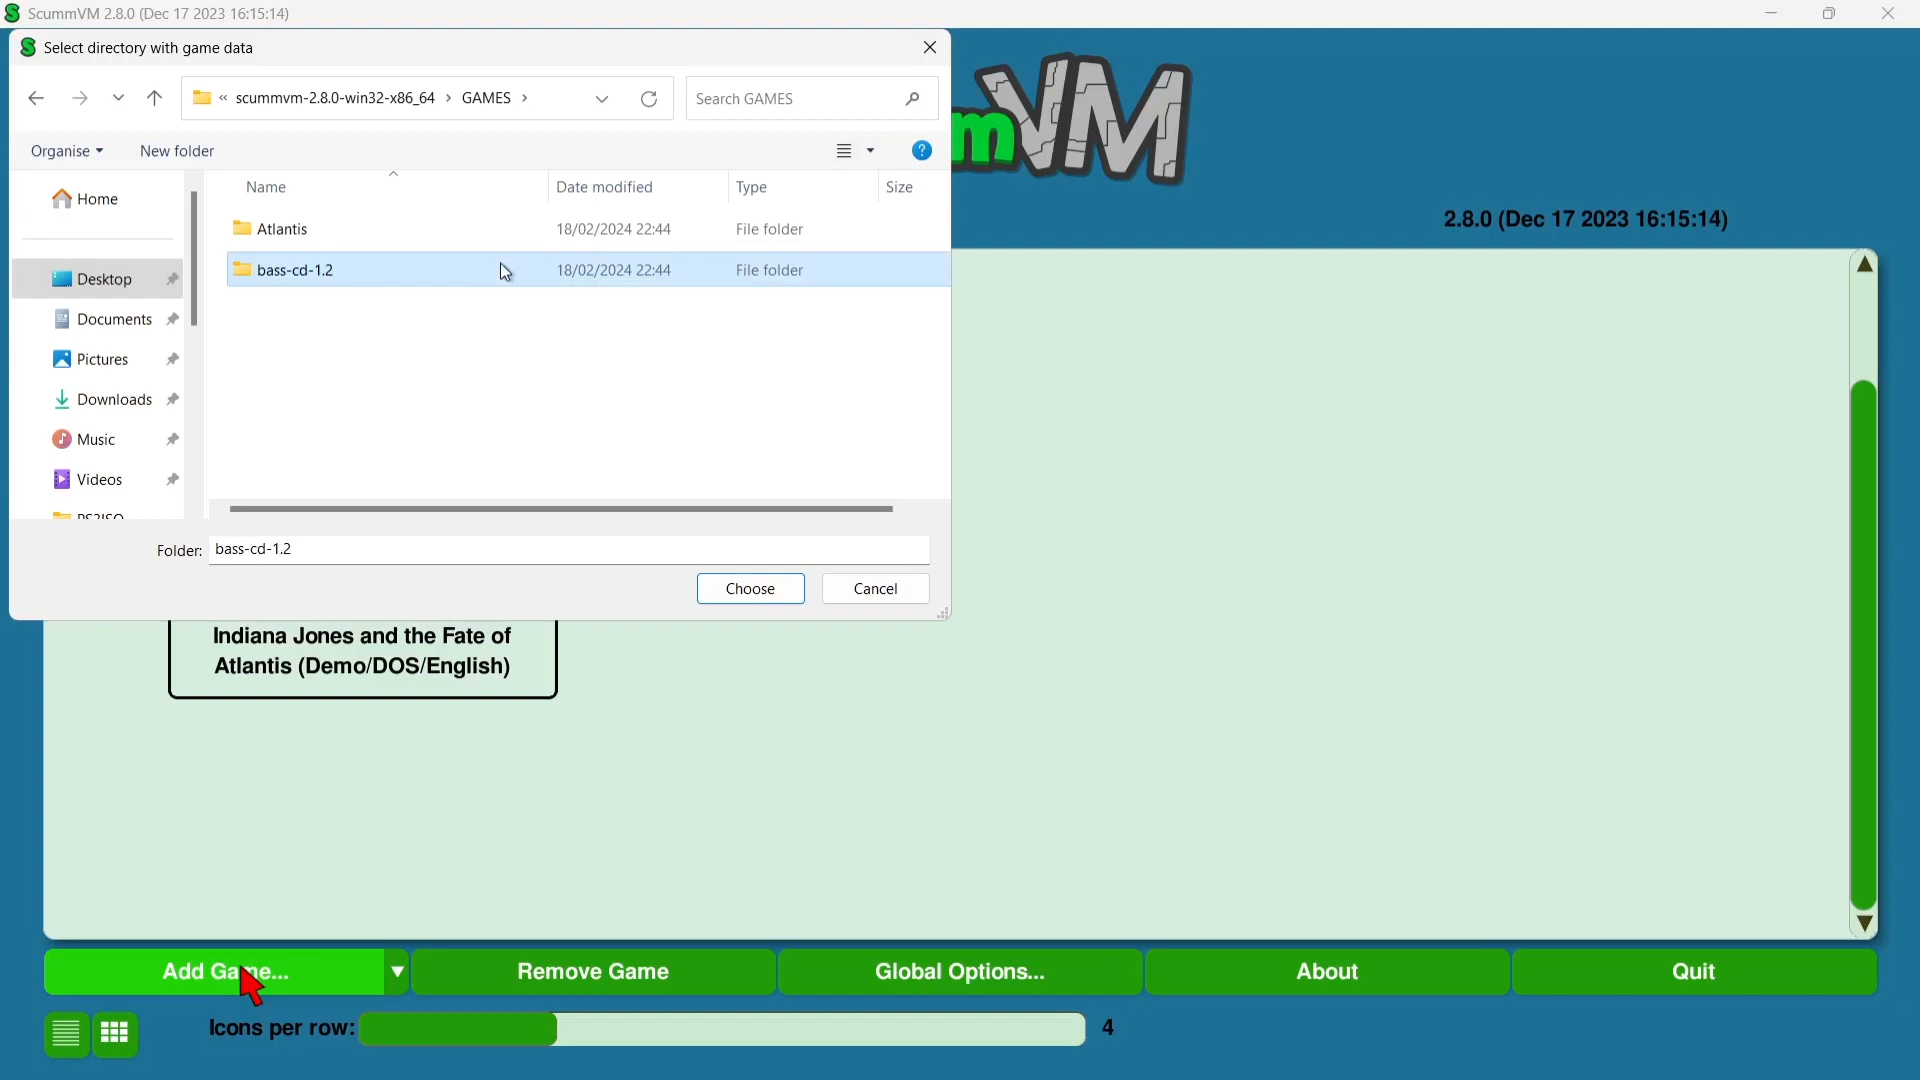 ScummVM 2.8.0 (Dec 17 2023 16:15:14)
Select directory with game data
« scummvm-2.8.0-win32-x86_64 › GAMES ›
Search GAMES
Organise
New folder
Name
Date modified
Type
Size
Home
Desktop
Documents
Pictures
Downloads
Music
Videos
Atlantis 18/02/2024 22:44 File folder
bass-cd-1.2 18/02/2024 22:44 File folder
Folder: bass-cd-1.2
Choose
Cancel
mVM
2.8.0 (Dec 17 2023 16:15:14)
Indiana Jones and the Fate of
Atlantis (Demo/DOS/English)
Add Game...
Remove Game
Global Options...
About
Quit
Icons per row: 4